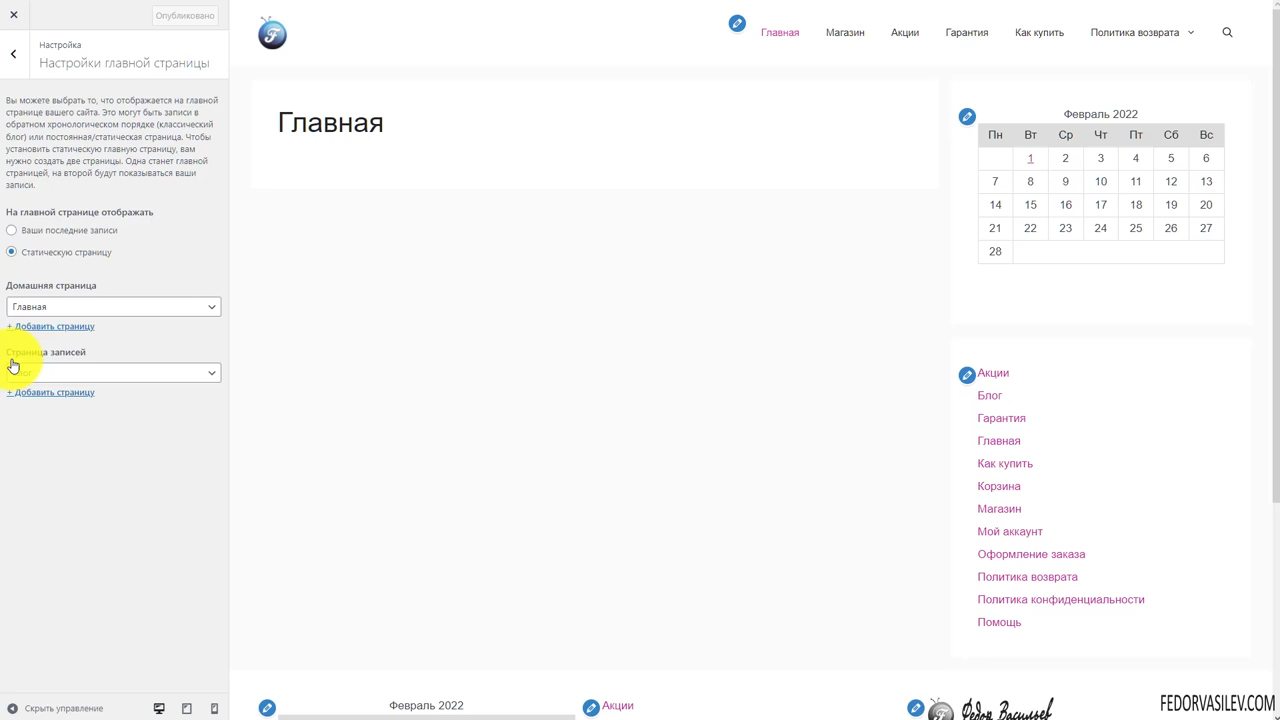 Опубликовано
Настройка
Настройки главной страницы
Вы можете выбрать то, что отображается на главной
странице вашего сайта. Это могут быть записи в
обратном хронологическом порядке (классический
блог) или постоянная/статическая страница. Чтобы
установить статическую главную страницу, вам
нужно создать две страницы. Одна станет главной
страницей, на второй будут показываться ваши
записи.
На главной странице отображать
Ваши последние записи
Статическую страницу
Домашняя страница
Главная
+ Добавить страницу
Страница записей
+ Добавить страницу
Скрыть управление
Главная Магазин Акции Гарантия Как купить Политика возврата
Главная
Февраль 2022
Пн Вт Ср Чт Пт Сб Вс
1 2 3 4 5 6
7 8 9 10 11 12 13
14 15 16 17 18 19 20
21 22 23 24 25 26 27
28
Акции
Блог
Гарантия
Главная
Как купить
Корзина
Магазин
Мой аккаунт
Оформление заказа
Политика возврата
Политика конфиденциальности
Помощь
Февраль 2022
Акции
Федор Васильев
FEDORVASILEV.COM